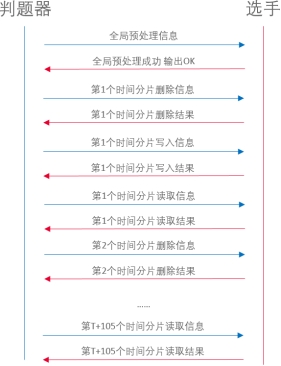 判题器 选手
全局预处理信息
全局预处理成功 输出OK
第1个时间分片删除信息
第1个时间分片删除结果
第1个时间分片写入信息
第1个时间分片写入结果
第1个时间分片读取信息
第1个时间分片读取结果
第2个时间分片删除信息
第2个时间分片删除结果
......
第T+105个时间分片读取信息
第T+105个时间分片读取结果